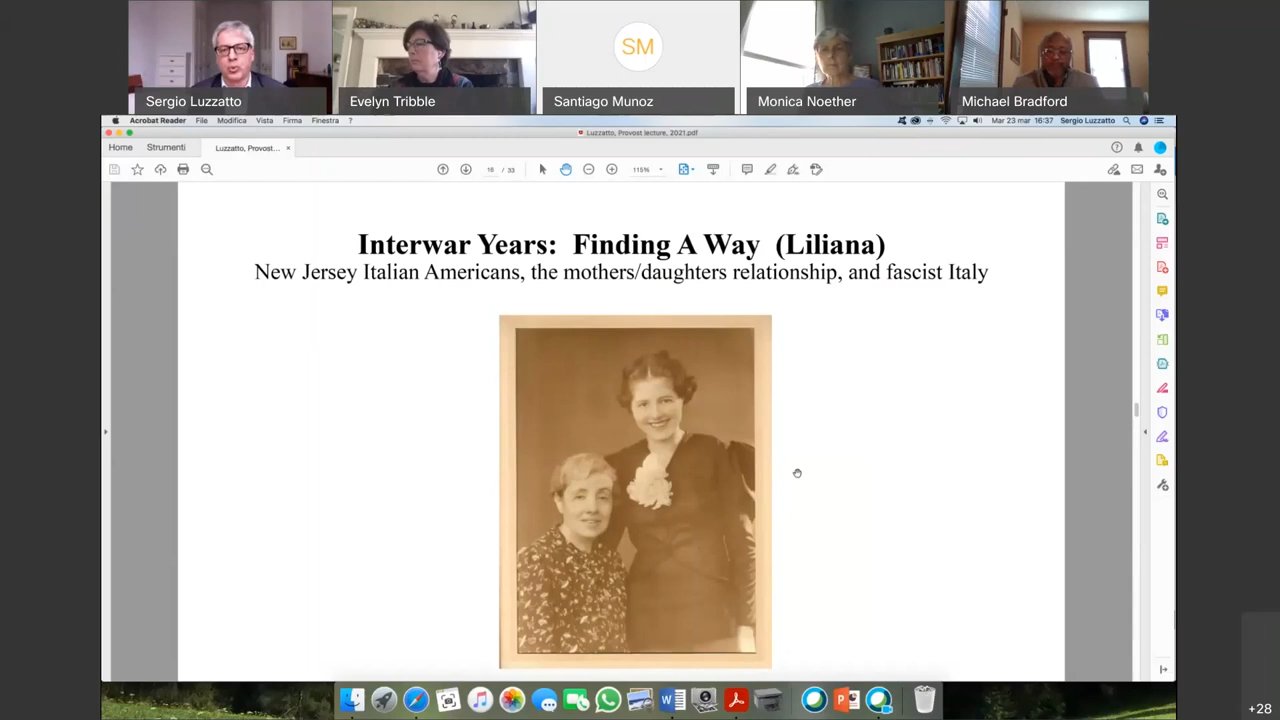 SM
Sergio Luzzatto
Evelyn Tribble
Santiago Munoz
Monica Noether
Michael Bradford
Acrobat Reader File Modifica Vista Firma Finestra ?
Mar 23 mar 16:37 Sergio Luzzatto
Luzzatto, Provost lecture, 2021.pdf
Home Strumenti Luzzatto, Provost... ×
16 / 33 115%
Interwar Years: Finding A Way (Liliana)
New Jersey Italian Americans, the mothers/daughters relationship, and fascist Italy
+28